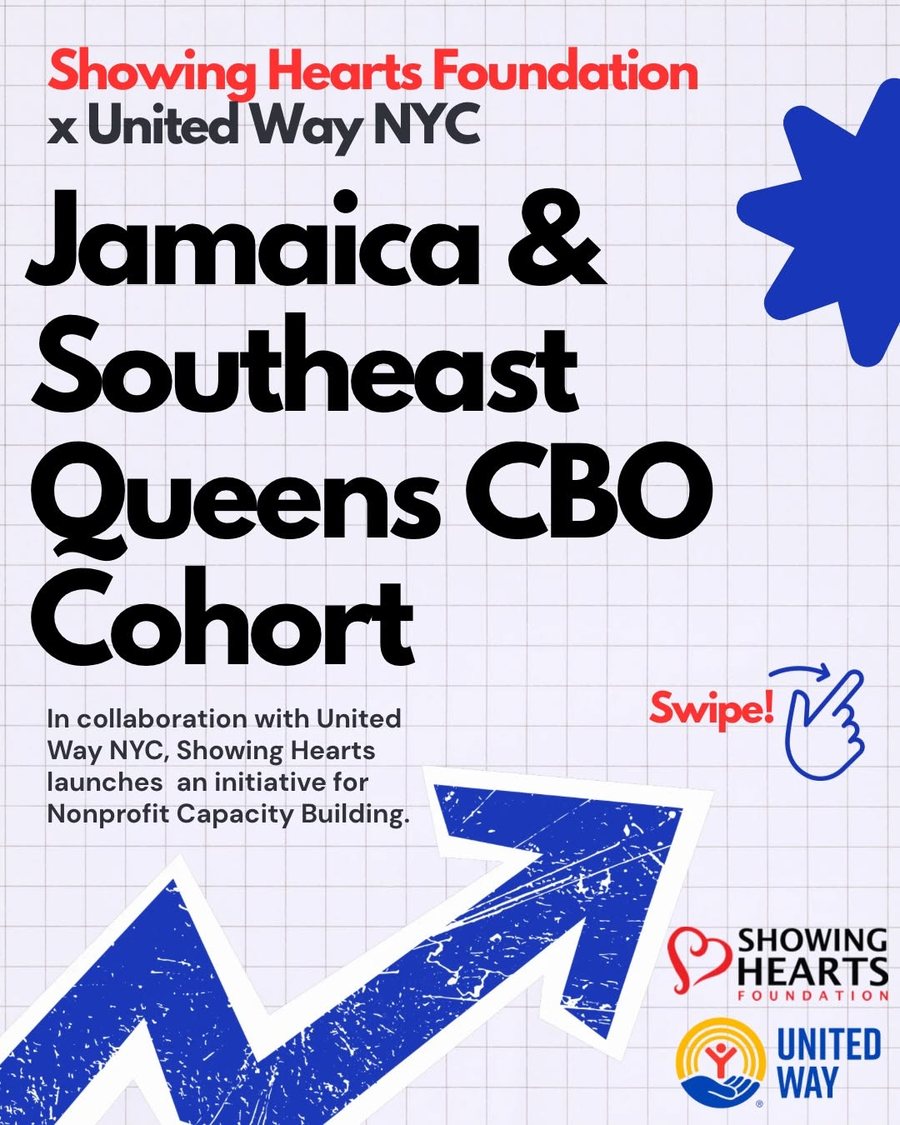 Showing Hearts Foundation
x United Way NYC
Jamaica &
Southeast
Queens CBO
Cohort
In collaboration with United
Way NYC, Showing Hearts
launches  an initiative for
Nonprofit Capacity Building.
Swipe!
SHOWING
HEARTS
FOUNDATION
UNITED
WAY
®